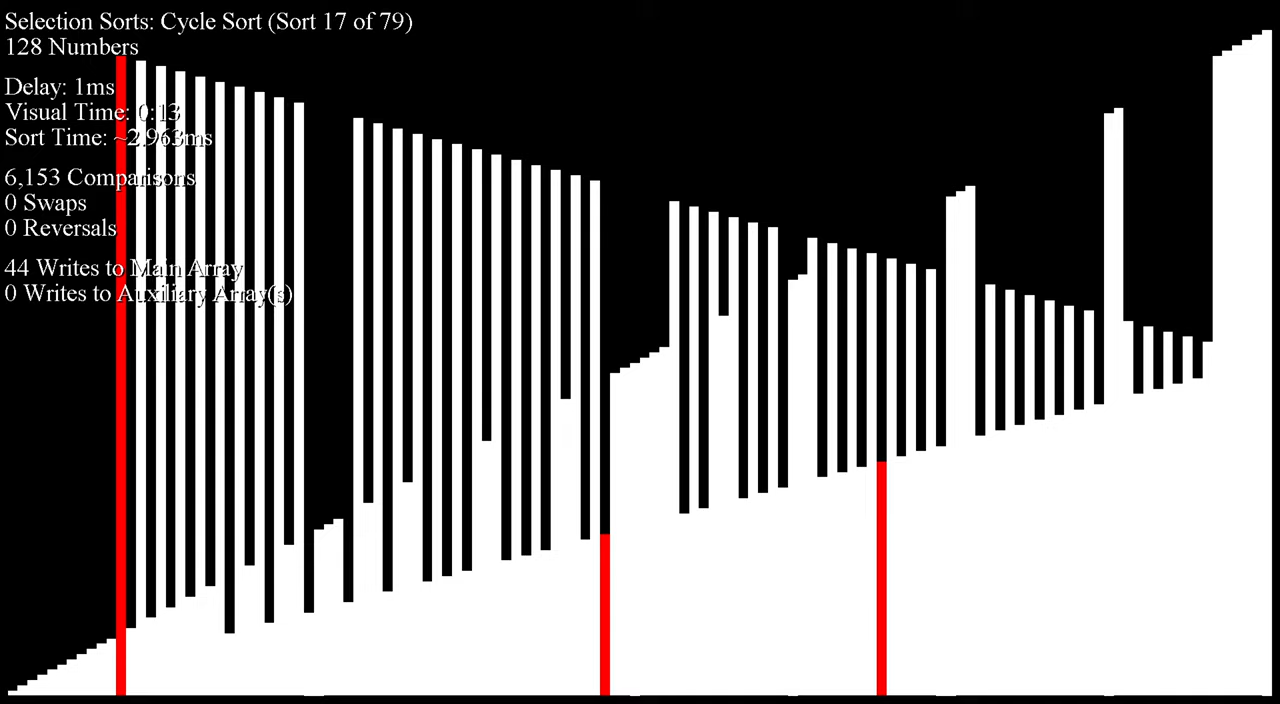 Selection Sorts: Cycle Sort (Sort 17 of 79)
128 Numbers
Delay: 1ms
Visual Time: 0:13
Sort Time: ~2.963ms
6,153 Comparisons
0 Swaps
0 Reversals
44 Writes to Main Array
0 Writes to Auxiliary Array(s)